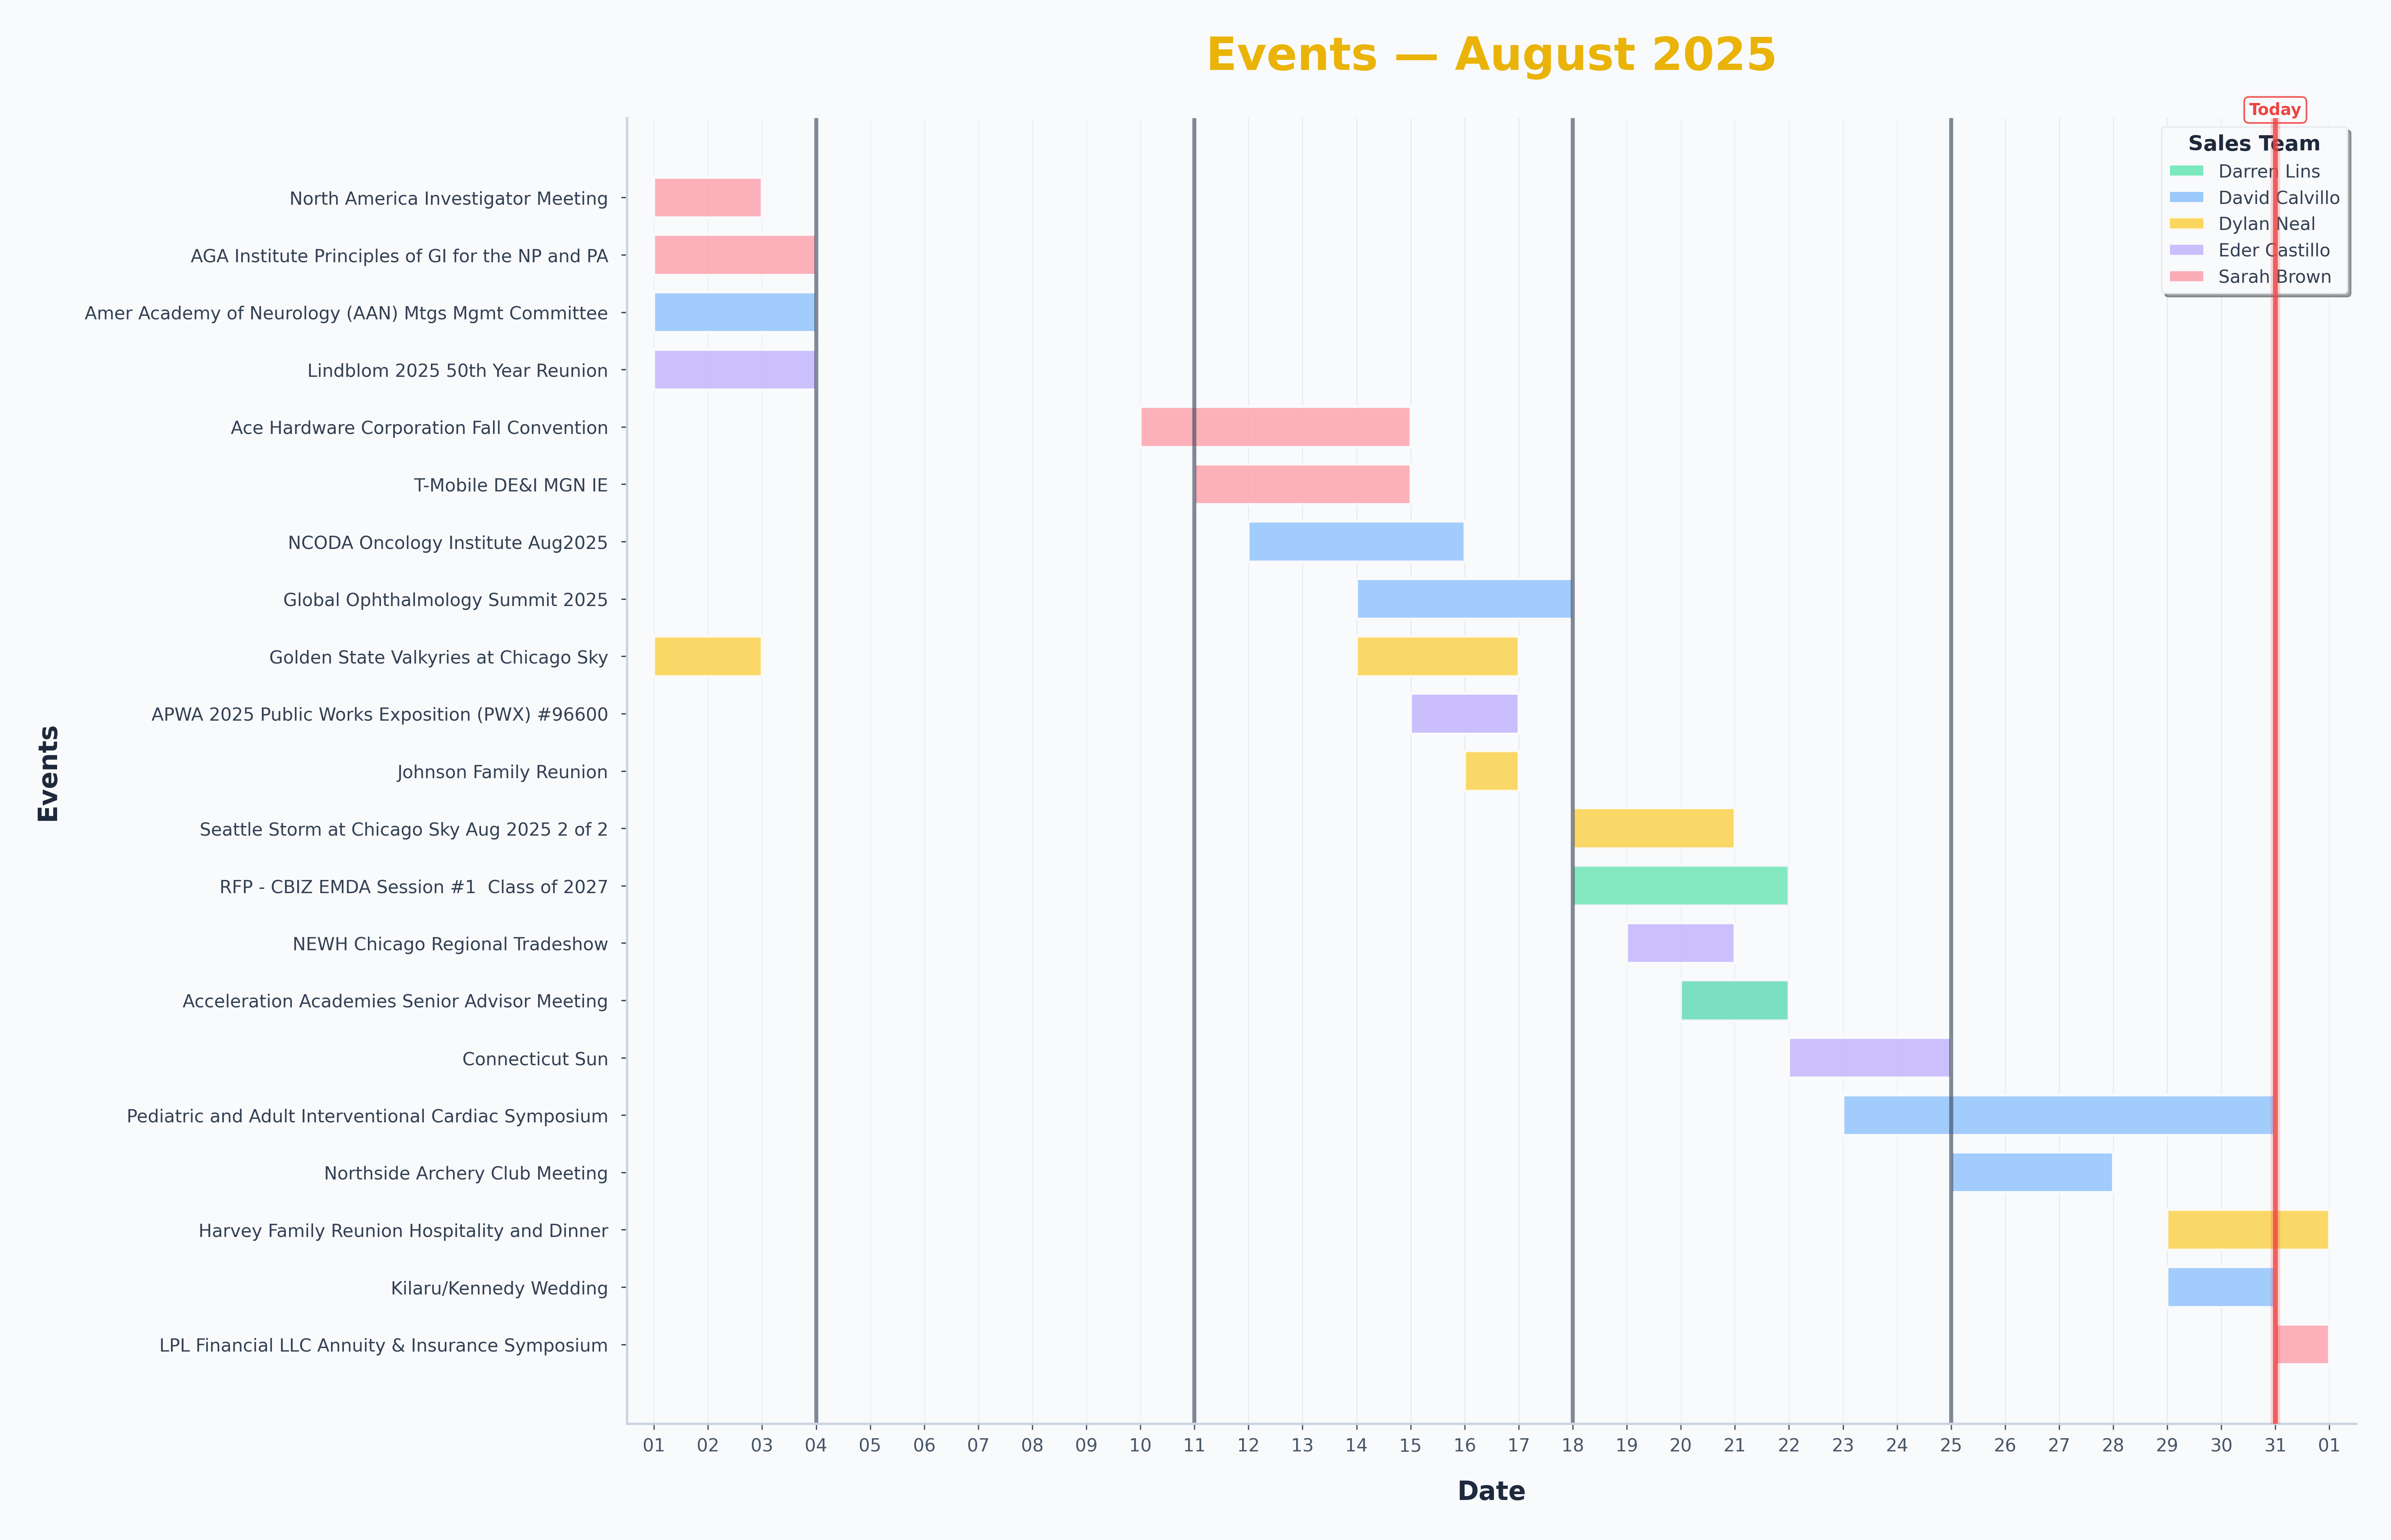 Events — August 2025
Today
Sales Team
Darren Lins
David Calvillo
Dylan Neal
Eder Castillo
Sarah Brown
Events
North America Investigator Meeting
AGA Institute Principles of GI for the NP and PA
Amer Academy of Neurology (AAN) Mtgs Mgmt Committee
Lindblom 2025 50th Year Reunion
Ace Hardware Corporation Fall Convention
T-Mobile DE&I MGN IE
NCODA Oncology Institute Aug2025
Global Ophthalmology Summit 2025
Golden State Valkyries at Chicago Sky
APWA 2025 Public Works Exposition (PWX) #96600
Johnson Family Reunion
Seattle Storm at Chicago Sky Aug 2025 2 of 2
RFP - CBIZ EMDA Session #1  Class of 2027
NEWH Chicago Regional Tradeshow
Acceleration Academies Senior Advisor Meeting
Connecticut Sun
Pediatric and Adult Interventional Cardiac Symposium
Northside Archery Club Meeting
Harvey Family Reunion Hospitality and Dinner
Kilaru/Kennedy Wedding
LPL Financial LLC Annuity & Insurance Symposium
01 02 03 04 05 06 07 08 09 10 11 12 13 14 15 16 17 18 19 20 21 22 23 24 25 26 27 28 29 30 31 01
Date